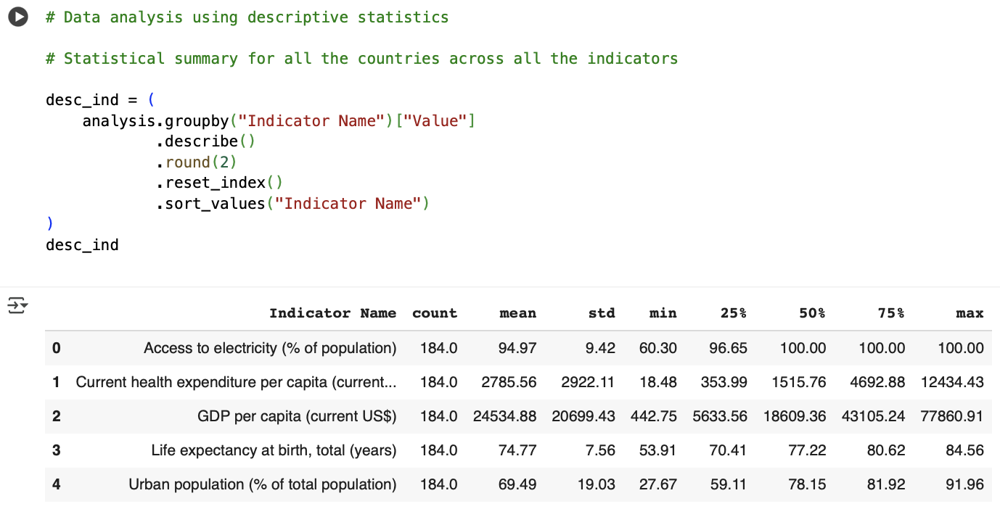 # Data analysis using descriptive statistics
# Statistical summary for all the countries across all the indicators
desc_ind = (
    analysis.groupby("Indicator Name")["Value"]
            .describe()
            .round(2)
            .reset_index()
            .sort_values("Indicator Name")
)
desc_ind
Indicator Name count mean std min 25% 50% 75% max
0 Access to electricity (% of population) 184.0 94.97 9.42 60.30 96.65 100.00 100.00 100.00
1 Current health expenditure per capita (current... 184.0 2785.56 2922.11 18.48 353.99 1515.76 4692.88 12434.43
2 GDP per capita (current US$) 184.0 24534.88 20699.43 442.75 5633.56 18609.36 43105.24 77860.91
3 Life expectancy at birth, total (years) 184.0 74.77 7.56 53.91 70.41 77.22 80.62 84.56
4 Urban population (% of total population) 184.0 69.49 19.03 27.67 59.11 78.15 81.92 91.96